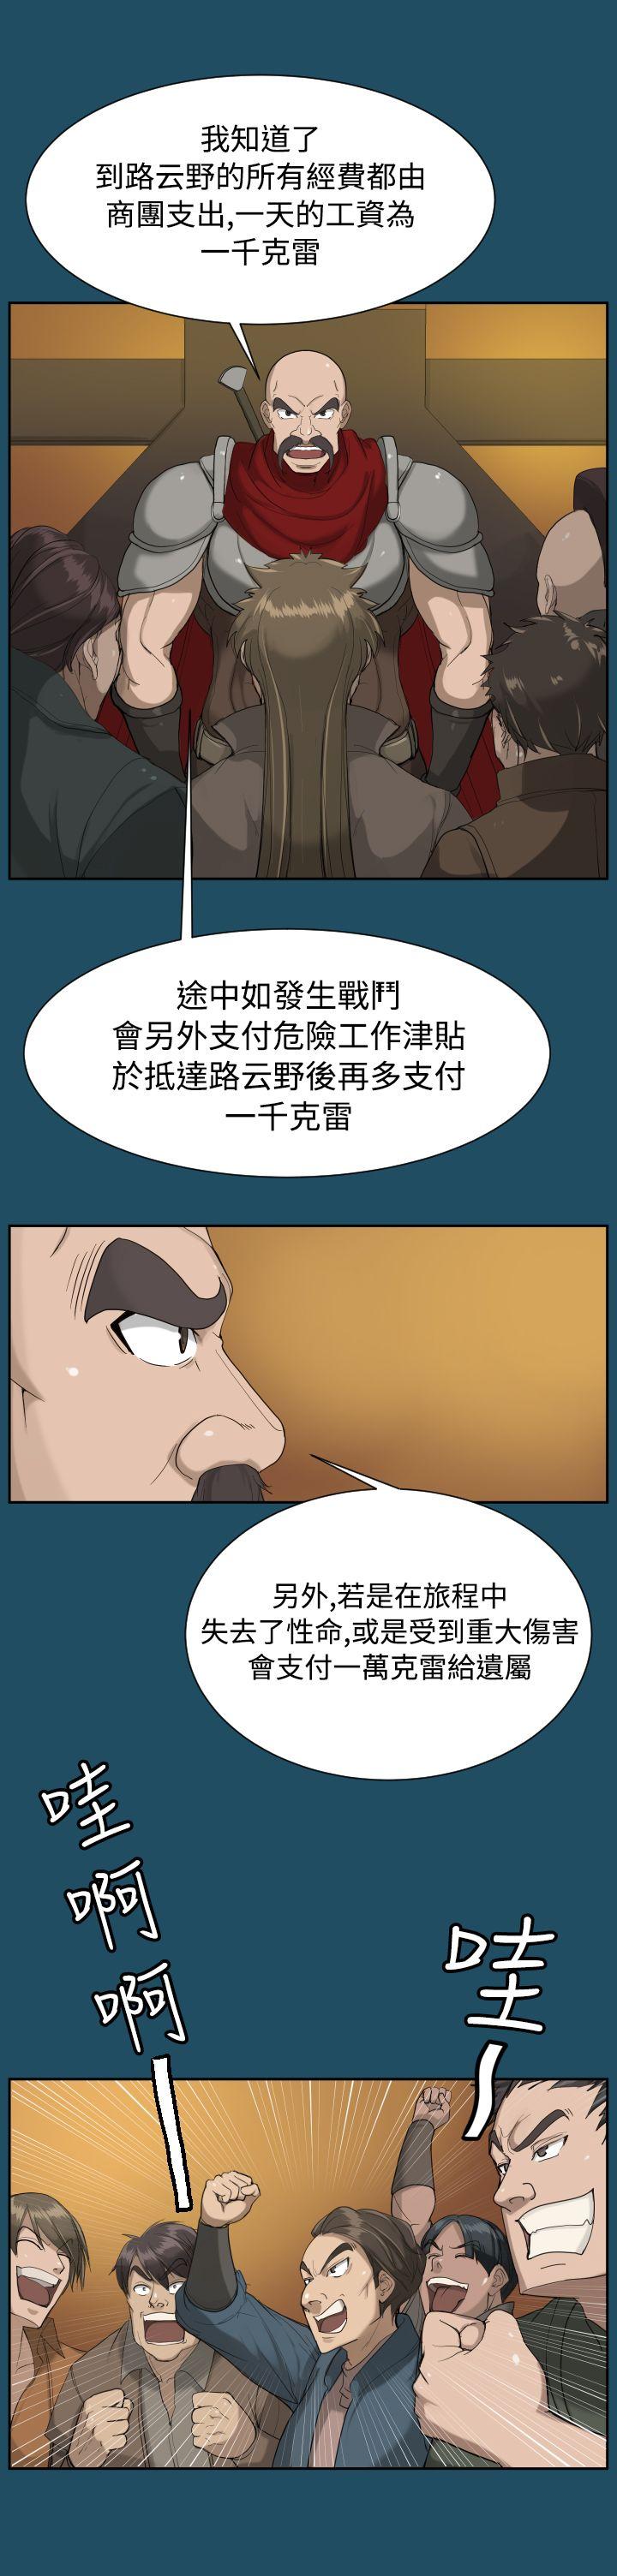 我知道了
到路云野的所有經費都由
商團支出,一天的工資為
一千克雷
途中如發生戰鬥
會另外支付危險工作津貼
於抵達路云野後再多支付
一千克雷
另外,若是在旅程中
失去了性命,或是受到重大傷害
會支付一萬克雷給遺屬
哇啊啊—
哇~